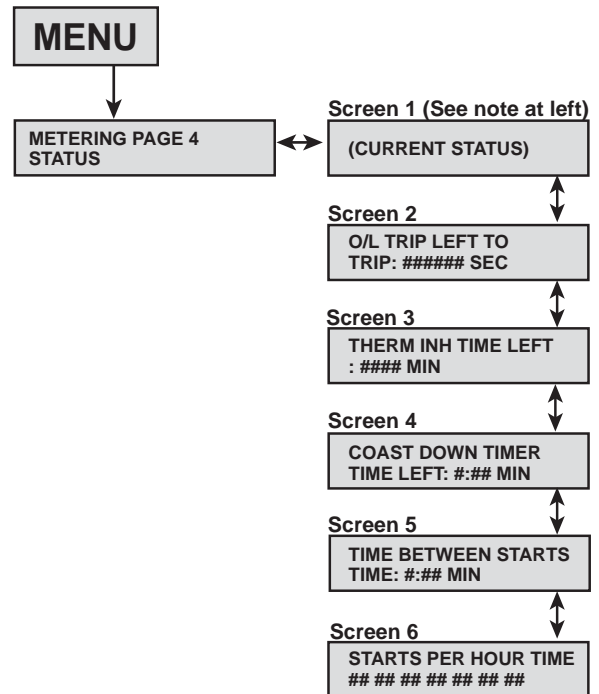 MENU
METERING PAGE 4
STATUS
Screen 1 (See note at left)
(CURRENT STATUS)
Screen 2
O/L TRIP LEFT TO
TRIP: ###### SEC
Screen 3
THERM INH TIME LEFT
: #### MIN
Screen 4
COAST DOWN TIMER
TIME LEFT: #:## MIN
Screen 5
TIME BETWEEN STARTS
TIME: #:## MIN
Screen 6
STARTS PER HOUR TIME
## ## ## ## ## ## ##